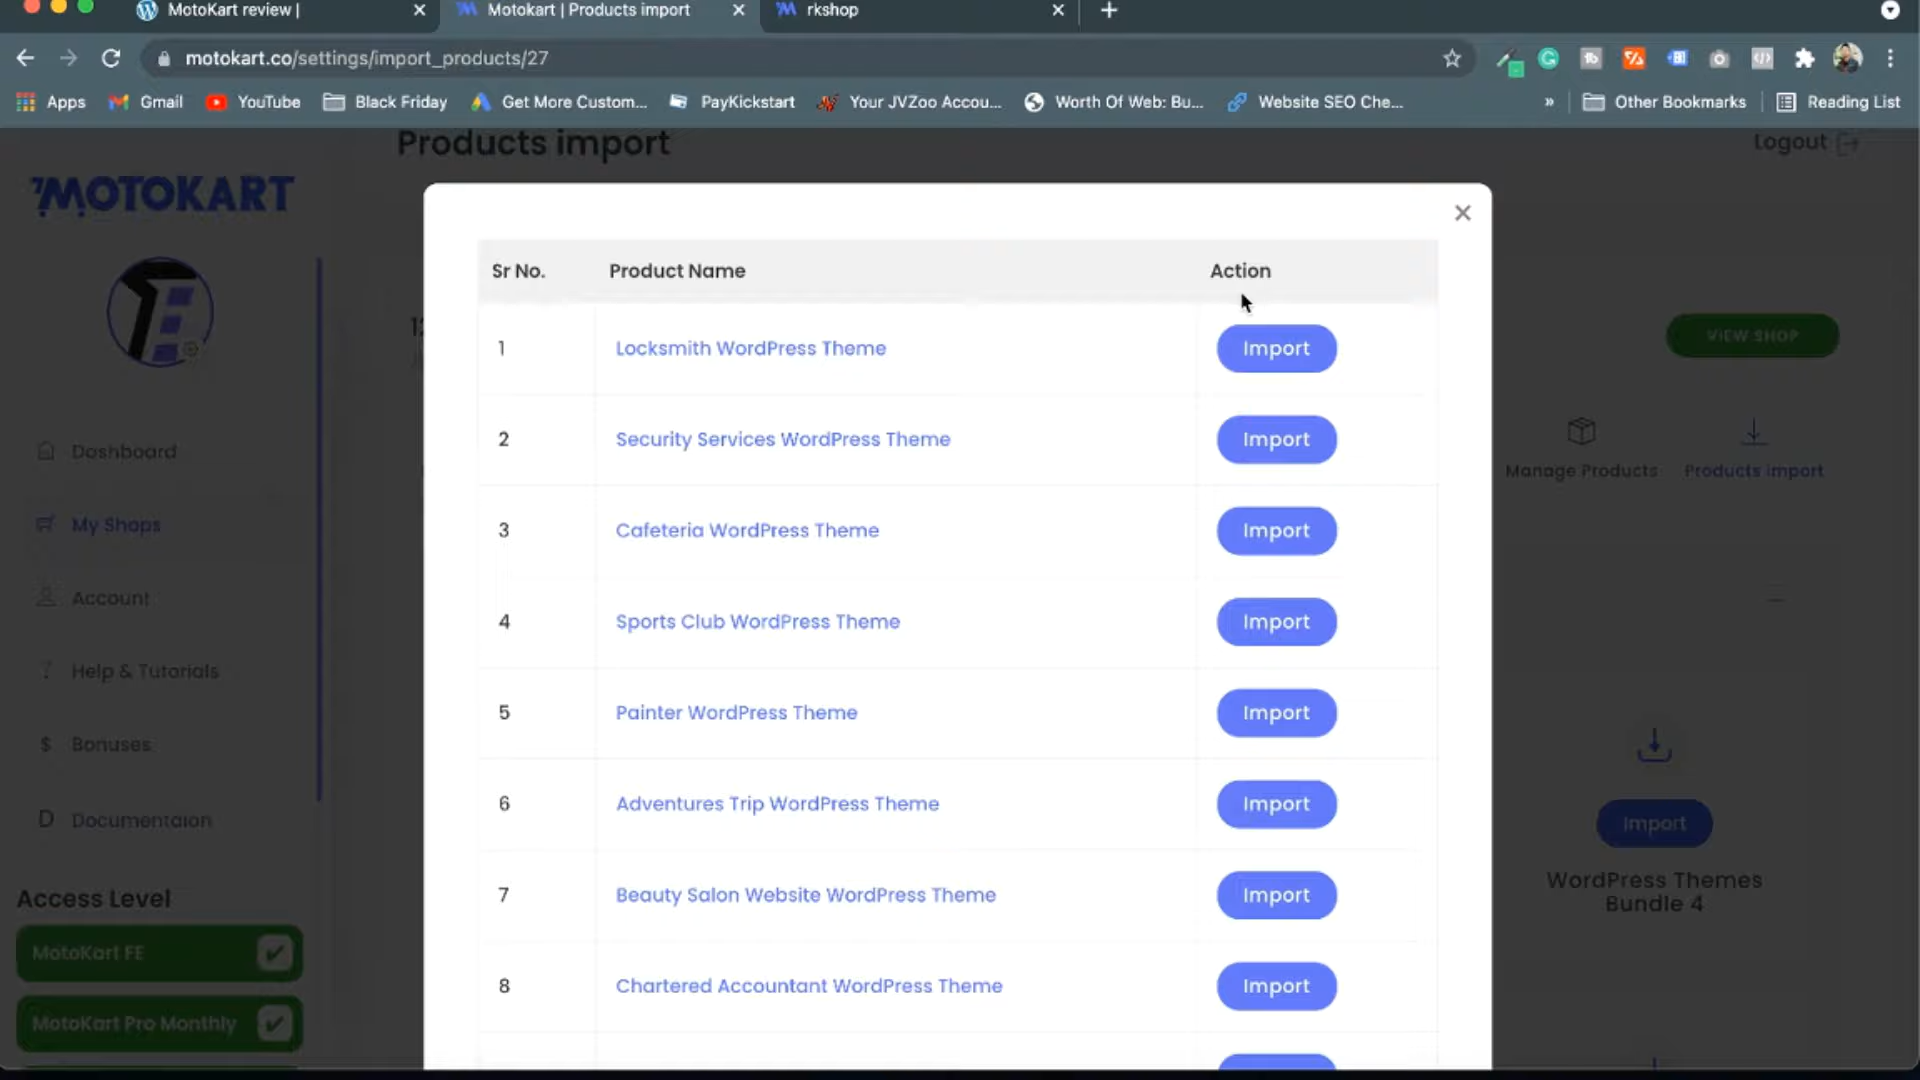 MotoKart review |
Motokart | Products import
rkshop
motokart.co/settings/import_products/27
Apps
Gmail
YouTube
Black Friday
Get More Custom...
PayKickstart
Your JVZoo Accou...
Worth Of Web: Bu...
Website SEO Che...
»
Other Bookmarks
Reading List
Products import
Logout
MOTOKART
Sr No. Product Name Action
1 Locksmith WordPress Theme Import
2 Security Services WordPress Theme Import
3 Cafeteria WordPress Theme Import
4 Sports Club WordPress Theme Import
5 Painter WordPress Theme Import
6 Adventures Trip WordPress Theme Import
7 Beauty Salon Website WordPress Theme Import
8 Chartered Accountant WordPress Theme Import
VIEW SHOP
Manage Products
Products import
Import
WordPress Themes
Bundle 4
Dashboard
My Shops
Account
? Help & Tutorials
$ Bonuses
D Documentaion
Access Level
MotoKart FE
MotoKart Pro Monthly